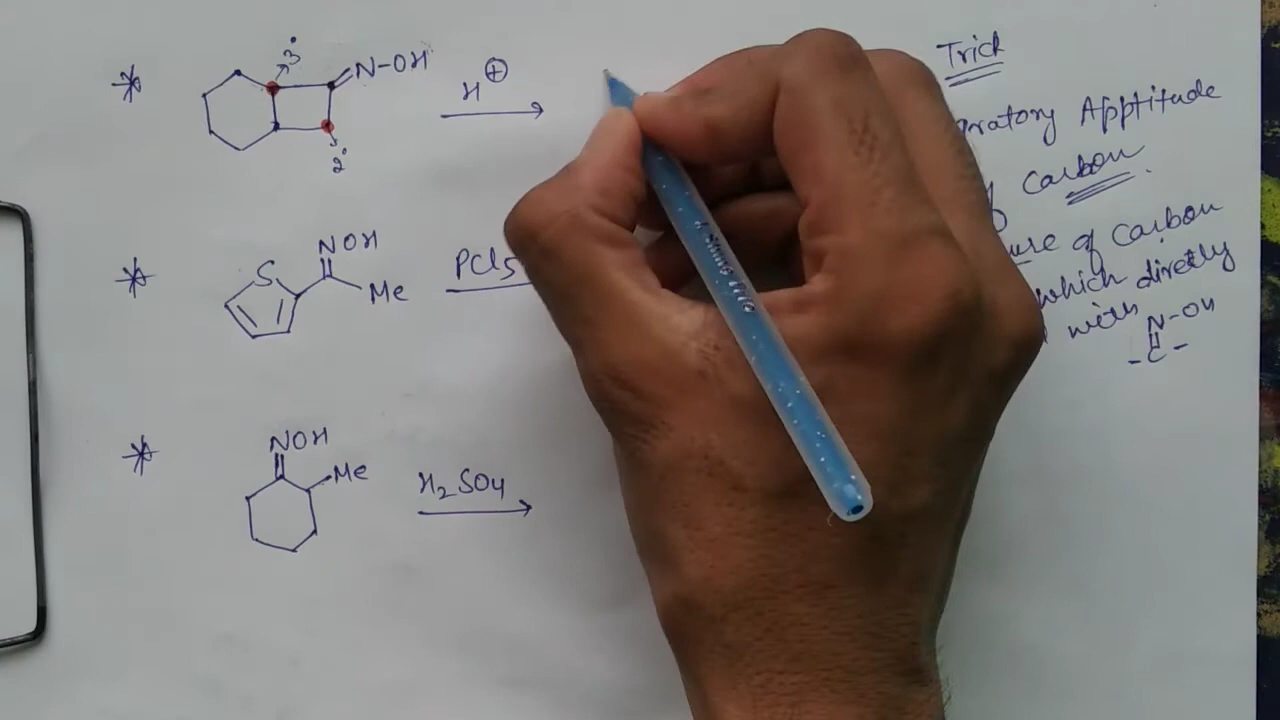 * 3° N-OH H⊕
2°
* S NOH Me PCl5
* NOH Me H2SO4
Trick
Apptitude
Carbon.
of Carbon
which directly
with
N-OH
-C-